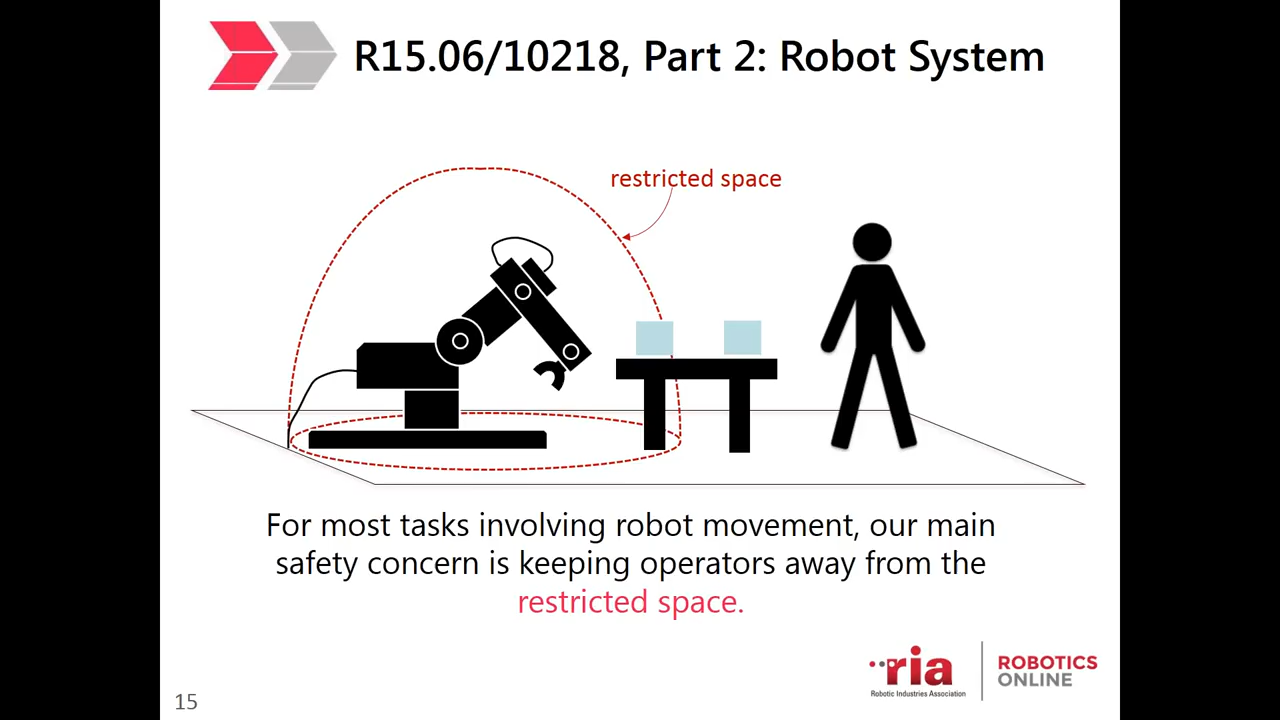 R15.06/10218, Part 2: Robot System
restricted space
For most tasks involving robot movement, our main
safety concern is keeping operators away from the
restricted space.
ria
Robotic Industries Association
ROBOTICS
ONLINE
15